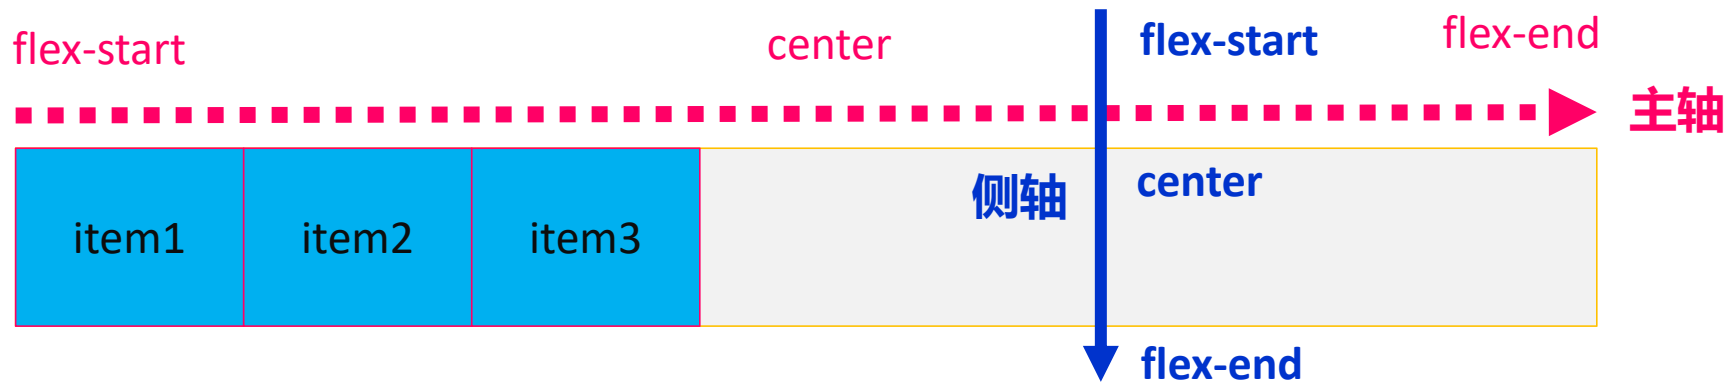 flex-start
center
flex-start
flex-end
主轴
侧轴
center
item1
item2
item3
flex-end